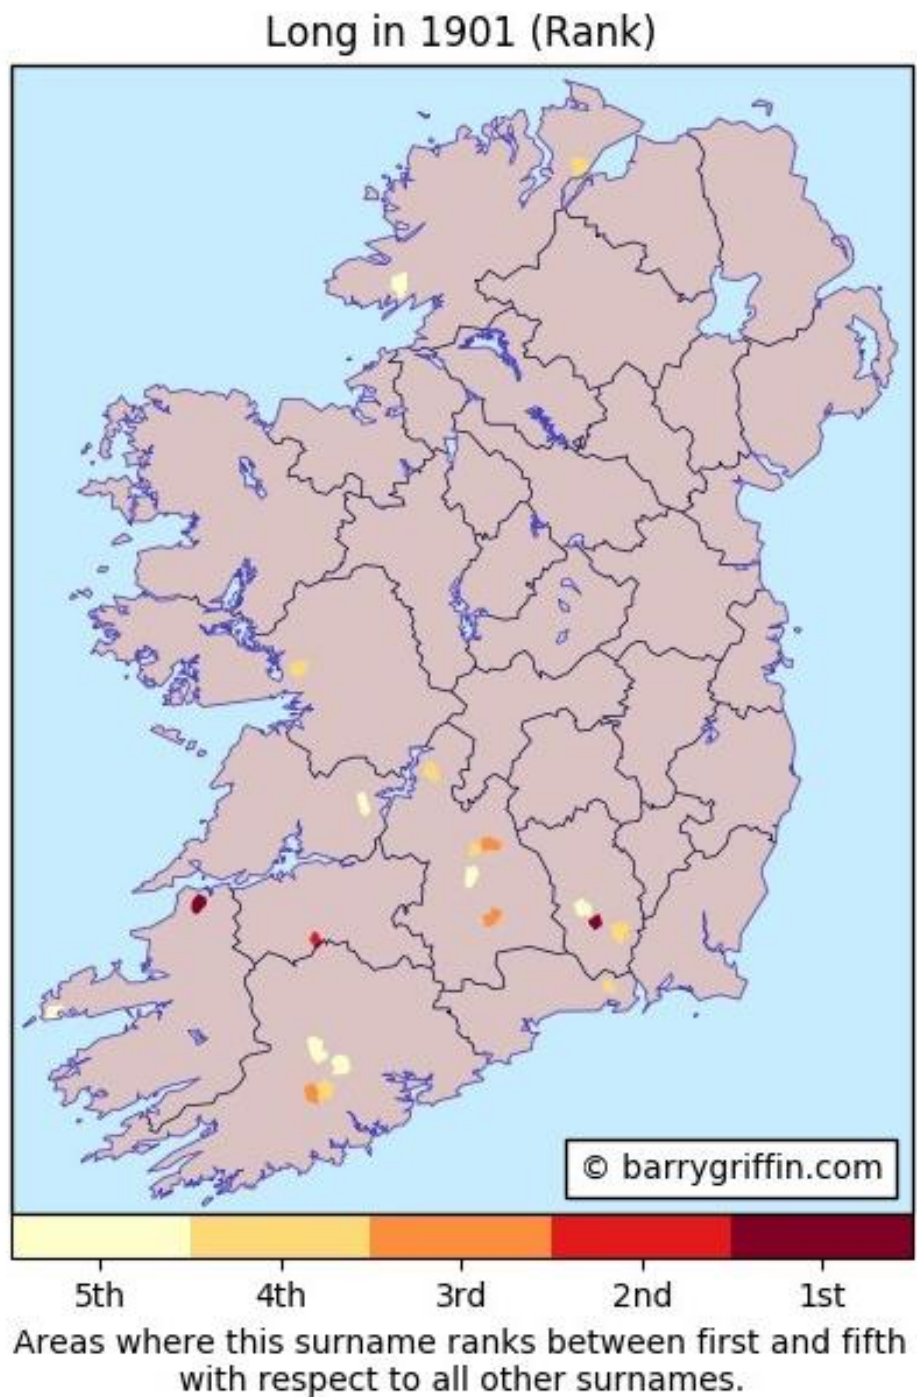 Long in 1901 (Rank)
© barrygriffin.com
5th 4th 3rd 2nd 1st
Areas where this surname ranks between first and fifth
with respect to all other surnames.